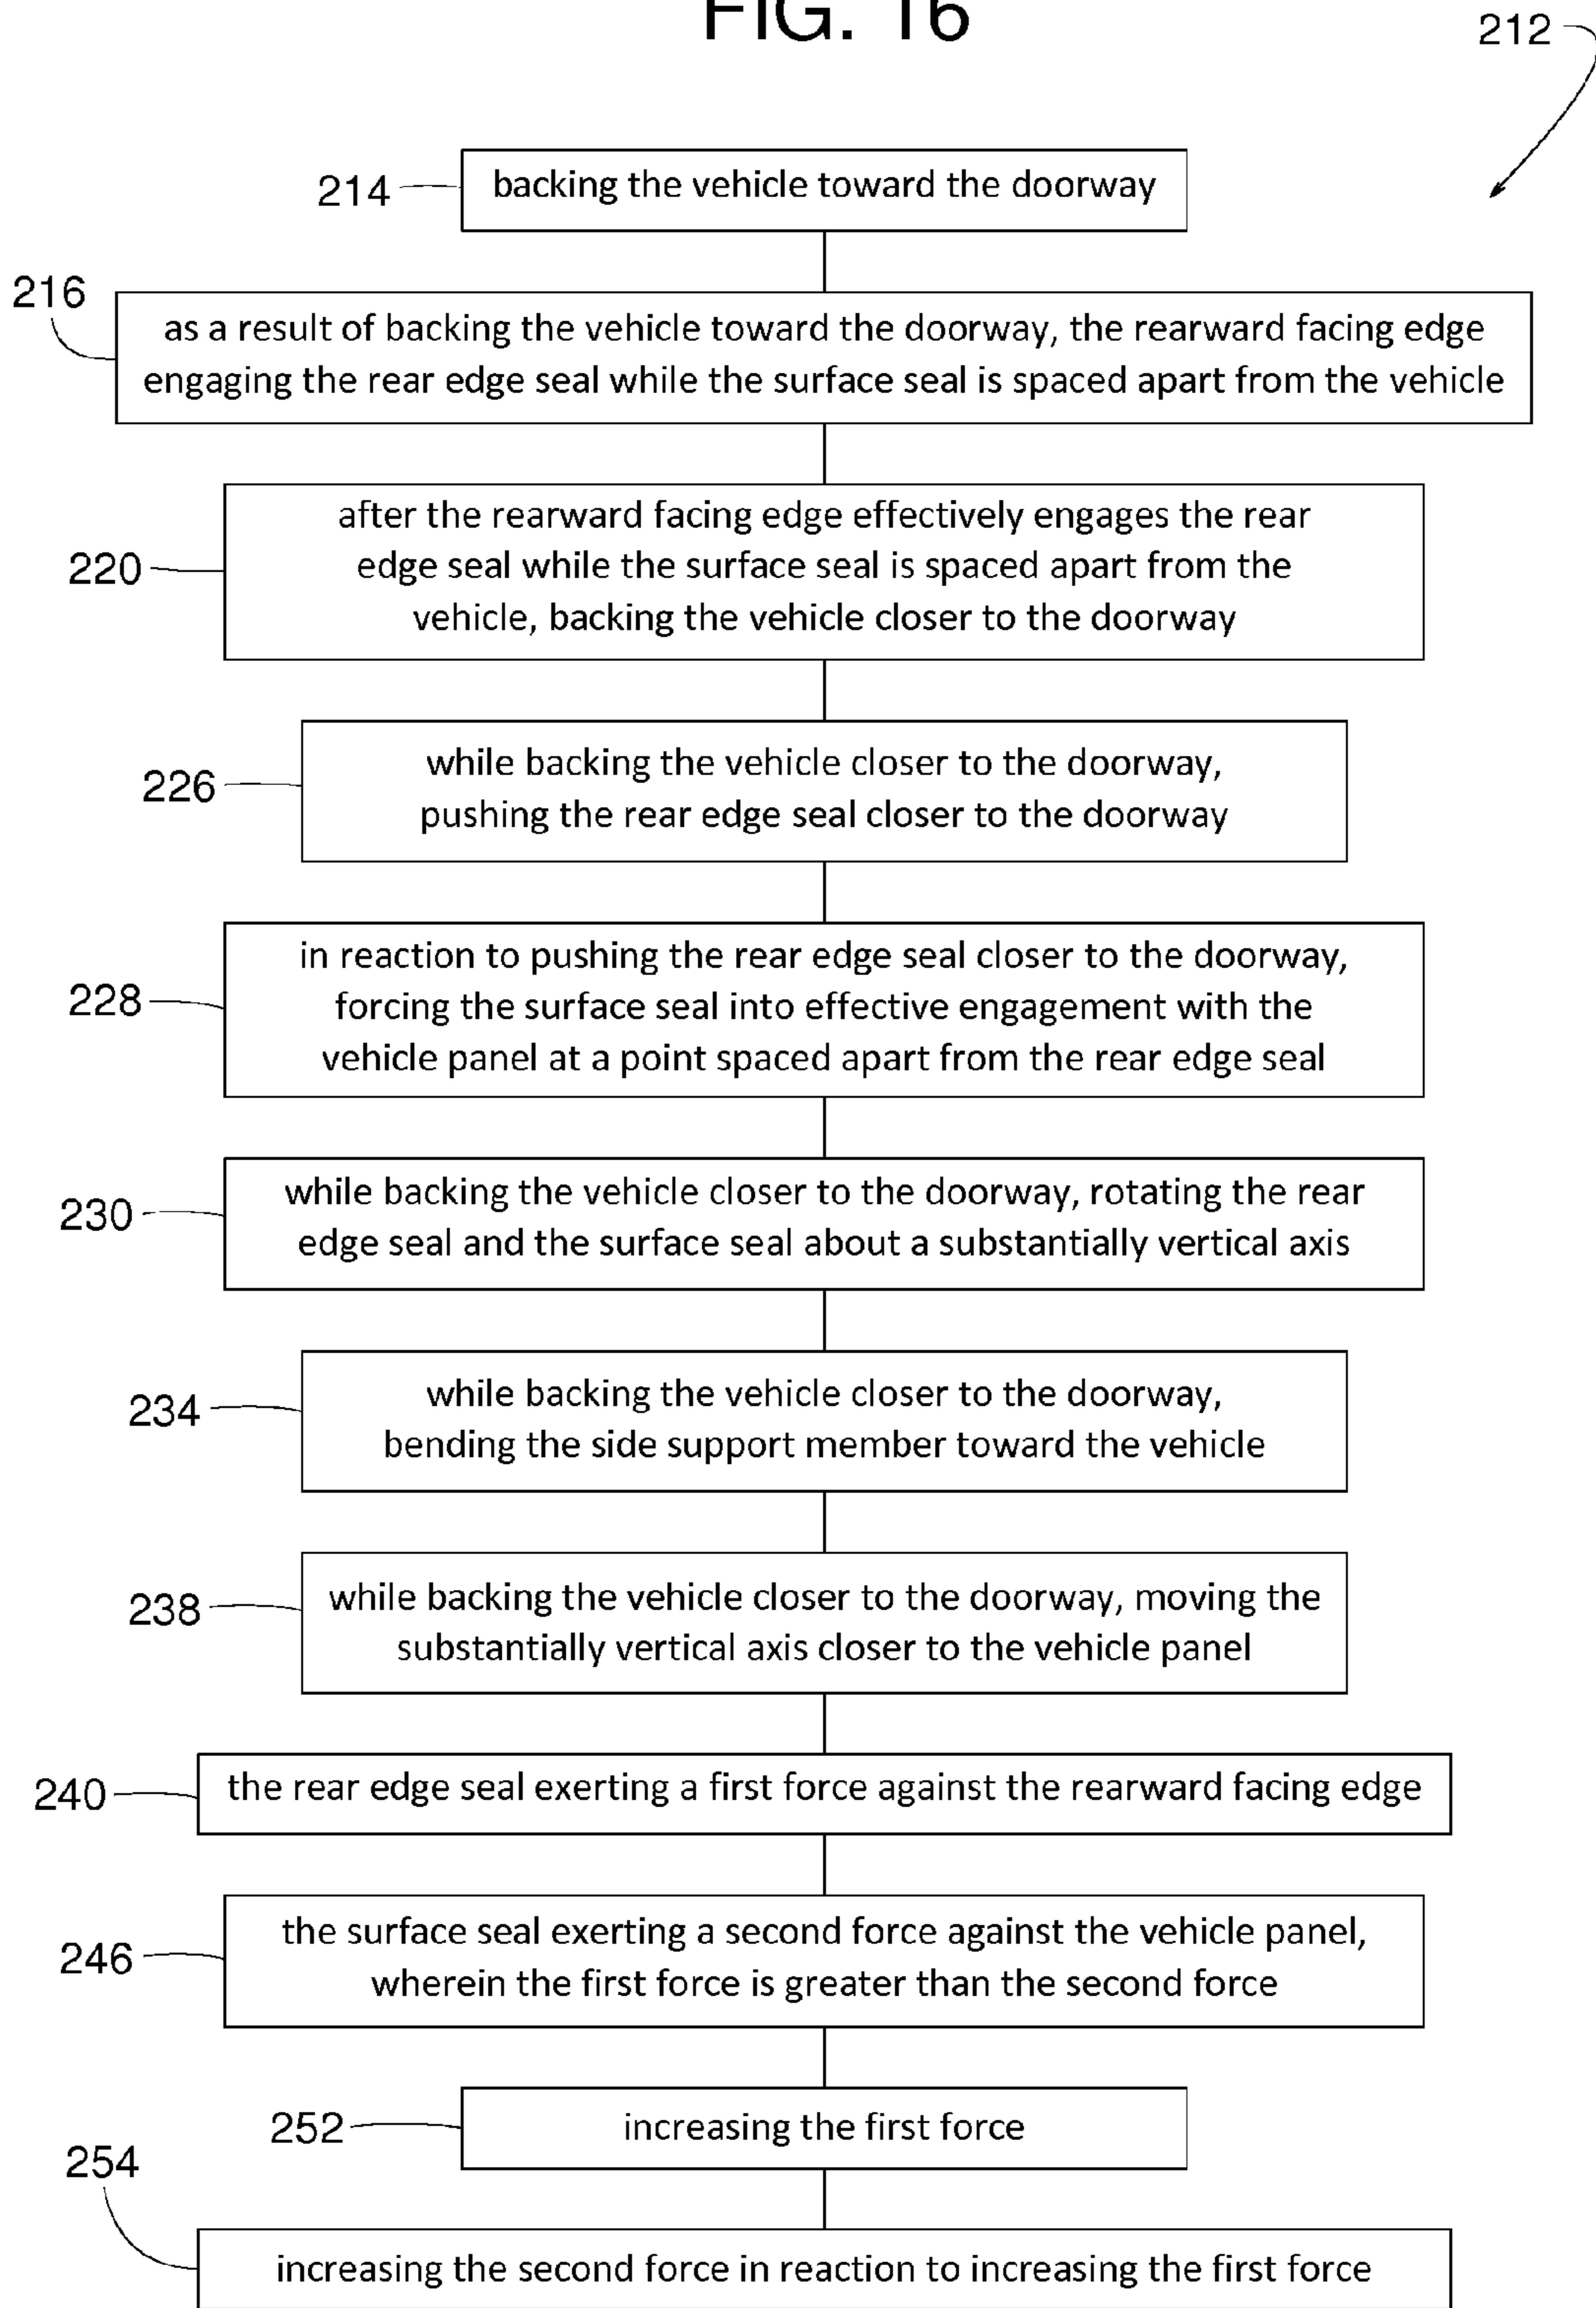 FIG. 16
212
214
backing the vehicle toward the doorway
216
as a result of backing the vehicle toward the doorway, the rearward facing edge
engaging the rear edge seal while the surface seal is spaced apart from the vehicle
220
after the rearward facing edge effectively engages the rear
edge seal while the surface seal is spaced apart from the
vehicle, backing the vehicle closer to the doorway
226
while backing the vehicle closer to the doorway,
pushing the rear edge seal closer to the doorway
228
in reaction to pushing the rear edge seal closer to the doorway,
forcing the surface seal into effective engagement with the
vehicle panel at a point spaced apart from the rear edge seal
230
while backing the vehicle closer to the doorway, rotating the rear
edge seal and the surface seal about a substantially vertical axis
234
while backing the vehicle closer to the doorway,
bending the side support member toward the vehicle
238
while backing the vehicle closer to the doorway, moving the
substantially vertical axis closer to the vehicle panel
240
the rear edge seal exerting a first force against the rearward facing edge
246
the surface seal exerting a second force against the vehicle panel,
wherein the first force is greater than the second force
252
increasing the first force
254
increasing the second force in reaction to increasing the first force